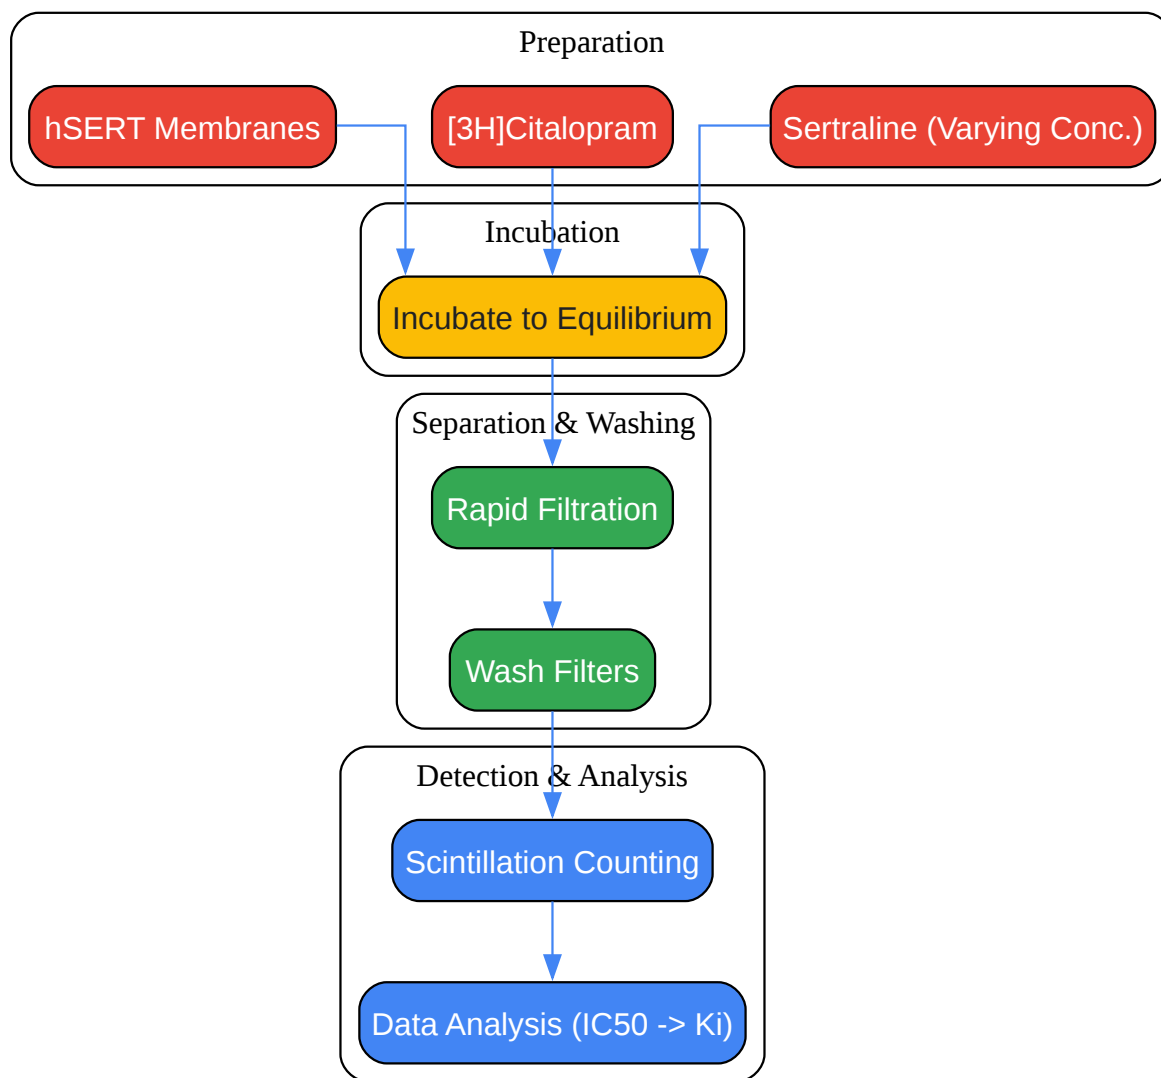 Preparation
hSERT Membranes
[3H]Citalopram
Sertraline (Varying Conc.)
Incubation
Incubate to Equilibrium
Separation & Washing
Rapid Filtration
Wash Filters
Detection & Analysis
Scintillation Counting
Data Analysis (IC50 -> Ki)